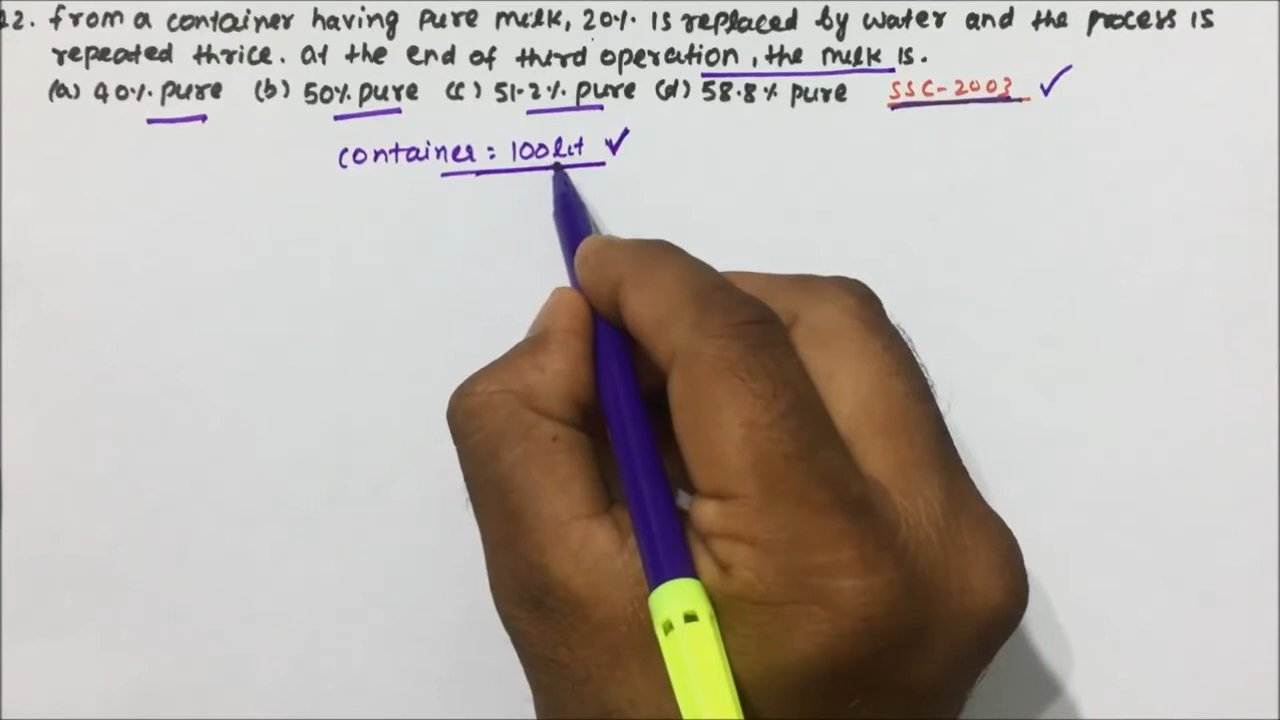 22. from a container having pure milk, 20% is replaced by water and the process is
repeated thrice. at the end of third operation, the milk is.
(a) 40% pure (b) 50% pure (c) 51.2% pure (d) 58.8% pure SSC-2003
container = 100lit